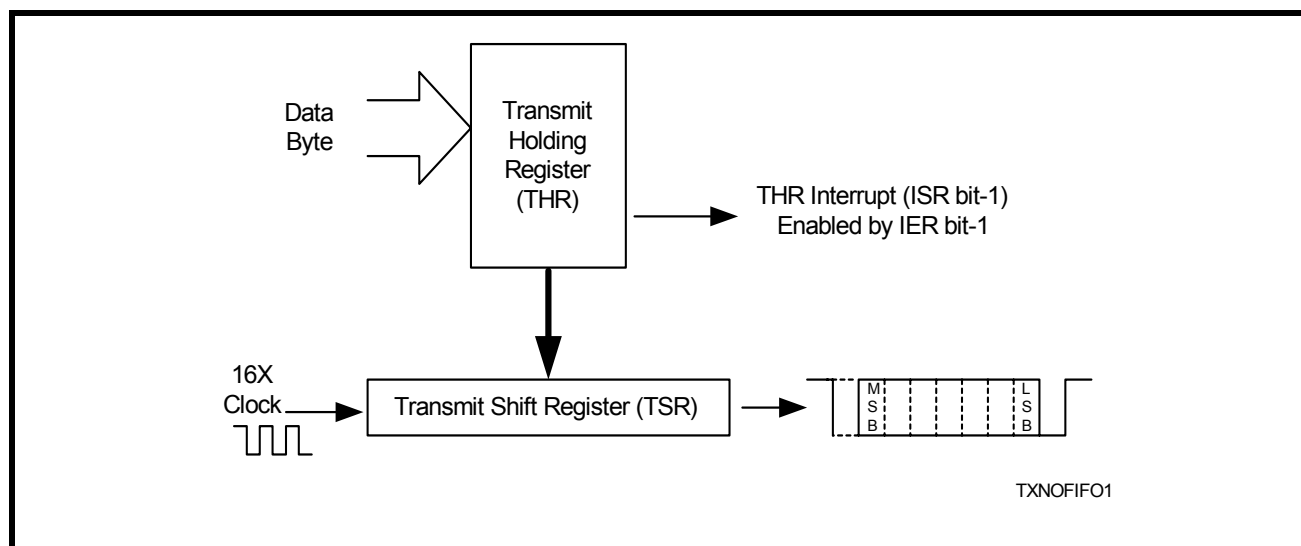 Data
Byte
Transmit
Holding
Register
(THR)
THR Interrupt (ISR bit-1)
Enabled by IER bit-1
16X
Clock
Transmit Shift Register (TSR)
M
S
B
L
S
B
TXNOFIFO1